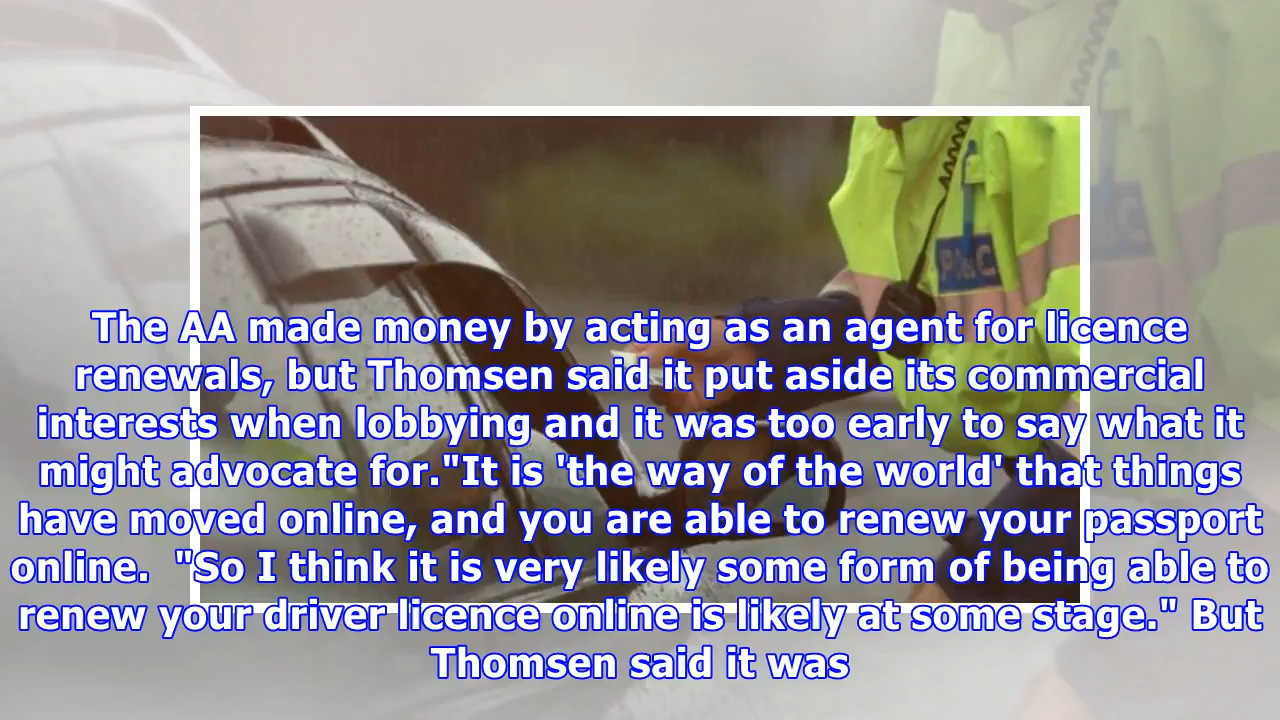 The AA made money by acting as an agent for licence
renewals, but Thomsen said it put aside its commercial
interests when lobbying and it was too early to say what it
might advocate for."It is 'the way of the world' that things
have moved online, and you are able to renew your passport
online.  "So I think it is very likely some form of being able to
renew your driver licence online is likely at some stage." But
Thomsen said it was